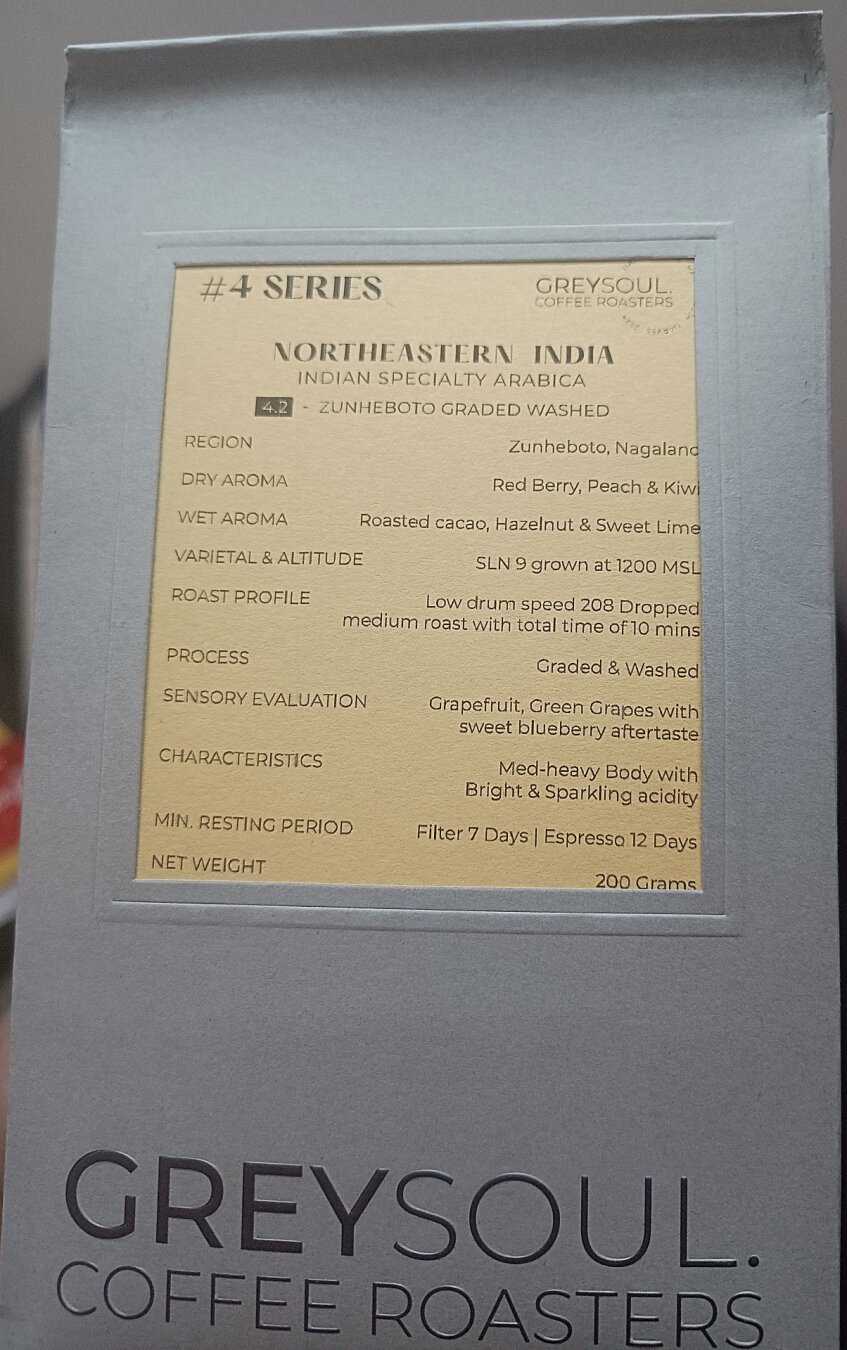 #4 SERIES
GREYSOUL.
COFFEE ROASTERS
NORTHEASTERN INDIA
INDIAN SPECIALTY ARABICA
4.2 - ZUNHEBOTO GRADED WASHED
REGION Zunheboto, Nagaland
DRY AROMA Red Berry, Peach & Kiwi
WET AROMA Roasted cacao, Hazelnut & Sweet Lime
VARIETAL & ALTITUDE SLN 9 grown at 1200 MSL
ROAST PROFILE Low drum speed 208 Dropped
medium roast with total time of 10 mins
PROCESS Graded & Washed
SENSORY EVALUATION Grapefruit, Green Grapes with
sweet blueberry aftertaste
CHARACTERISTICS Med-heavy Body with
Bright & Sparkling acidity
MIN. RESTING PERIOD Filter 7 Days | Espresso 12 Days
NET WEIGHT 200 Grams
GREYSOUL.
COFFEE ROASTERS